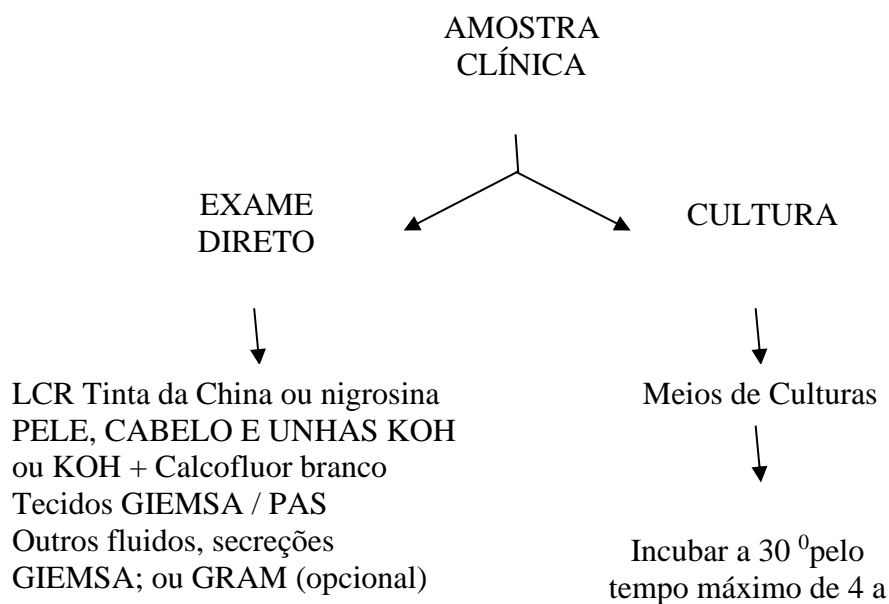 AMOSTRA
CLÍNICA
EXAME
DIRETO
CULTURA
LCR Tinta da China ou nigrosina
PELE, CABELO E UNHAS KOH
ou KOH + Calcofluor branco
Tecidos GIEMSA / PAS
Outros fluidos, secreções
GIEMSA; ou GRAM (opcional)
Meios de Culturas
Incubar a 30 ⁰pelo
tempo máximo de 4 a